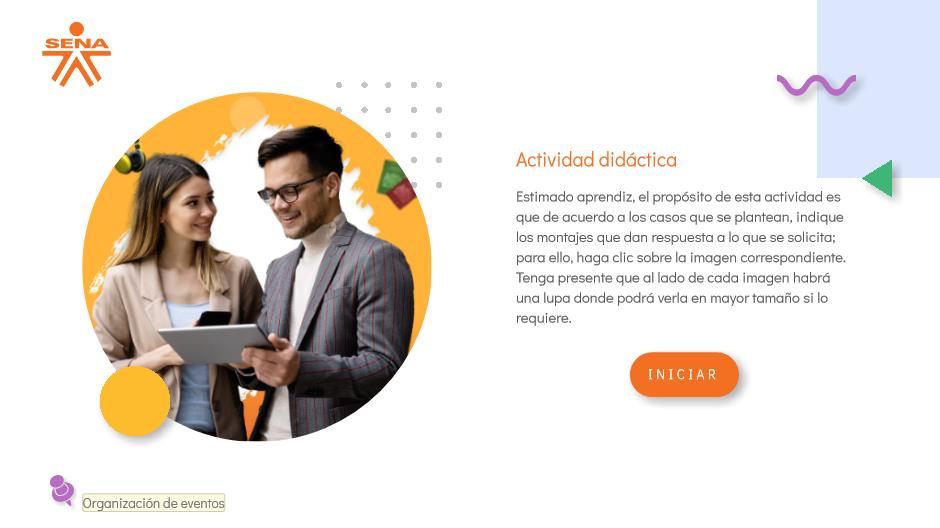 SENA
Actividad didáctica
Estimado aprendiz, el propósito de esta actividad es
que de acuerdo a los casos que se plantean, indique
los montajes que dan respuesta a lo que se solicita;
para ello, haga clic sobre la imagen correspondiente.
Tenga presente que al lado de cada imagen habrá
una lupa donde podrá verla en mayor tamaño si lo
requiere.
INICIAR
Organización de eventos